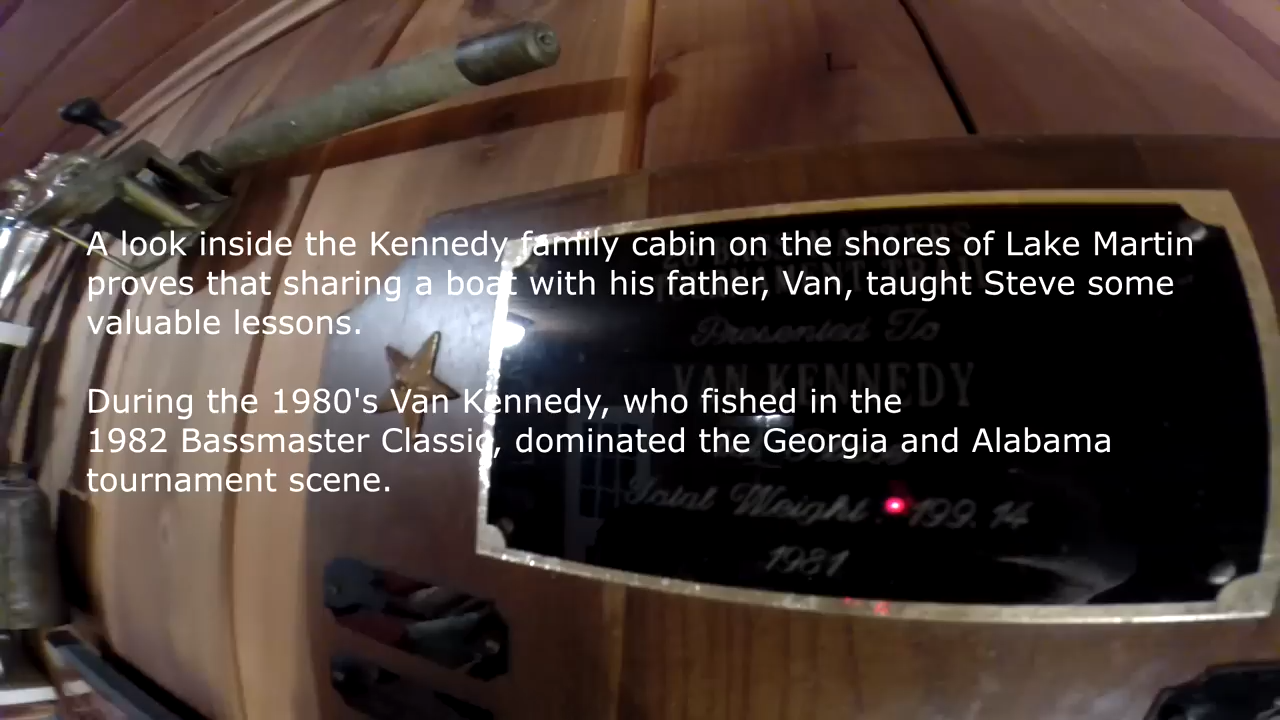 A look inside the Kennedy family cabin on the shores of Lake Martin
proves that sharing a boat with his father, Van, taught Steve some
valuable lessons.
During the 1980's Van Kennedy, who fished in the
1982 Bassmaster Classic, dominated the Georgia and Alabama
tournament scene.
Presented To
VAN KENNEDY
Weight 199.14
1981